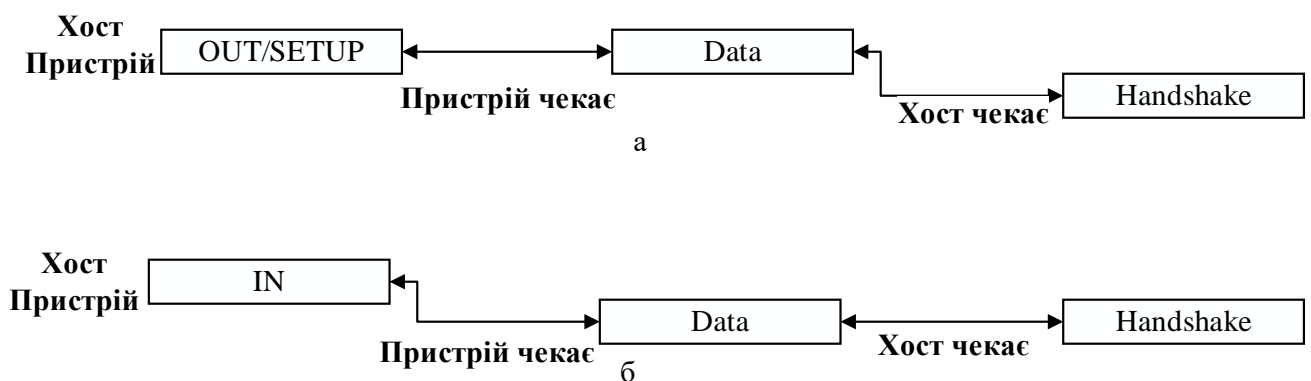 Хост
Пристрій
OUT/SETUP
Data
Пристрій чекає
Handshake
Хост чекає
а
Хост
Пристрій
IN
Data
Handshake
Пристрій чекає
Хост чекає
б